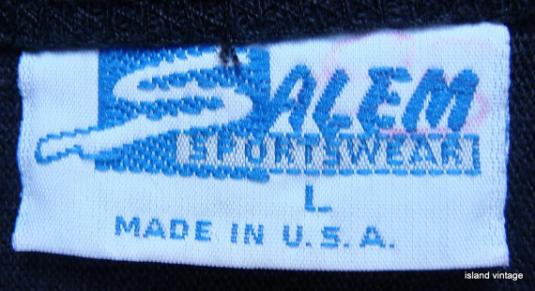 SALEM
SPORTSWEAR
L
MADE IN U.S.A.
island vintage